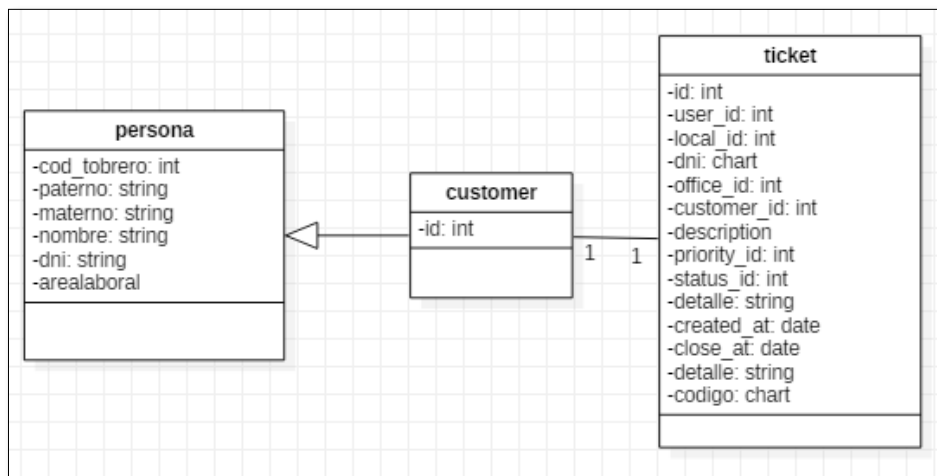 persona
-cod_tobrero: int
-paterno: string
-materno: string
-nombre: string
-dni: string
-arealaboral
customer
-id: int
1
1
ticket
-id: int
-user_id: int
-local_id: int
-dni: chart
-office_id: int
-customer_id: int
-description
-priority_id: int
-status_id: int
-detalle: string
-created_at: date
-close_at: date
-detalle: string
-codigo: chart